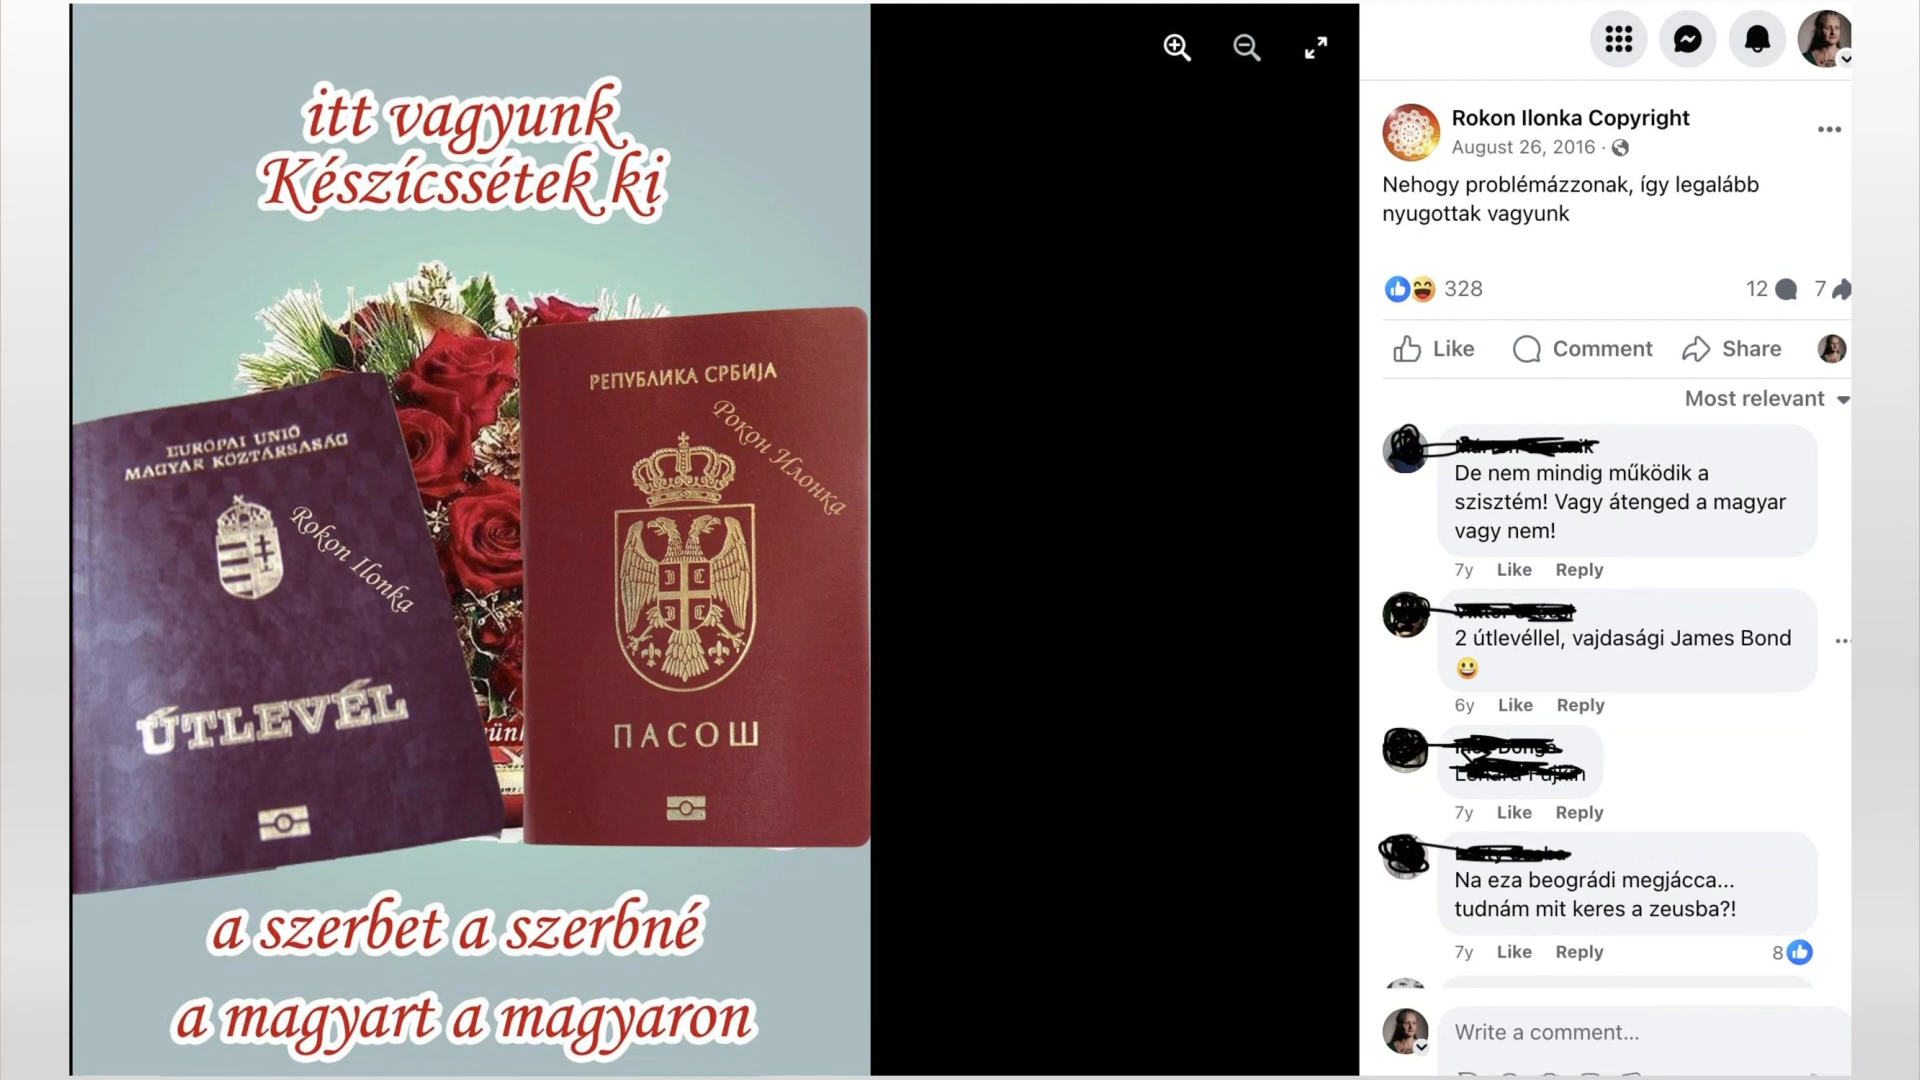 itt vagyunk
Készícssétek ki
EURÓPAI UNIÓ
MAGYAR KÖZTÁRSASÁG
Rokon Ilonka
ÚTLEVÉL
РЕПУБЛИКА СРБИЈА
Рокон Илонка
ПАСОШ
a szerbet a szerbné
a magyart a magyaron
Rokon Ilonka Copyright
August 26, 2016 ·
Nehogy problémázzonak, így legalább
nyugottak vagyunk
328
12
7
Like
Comment
Share
Most relevant
De nem mindig működik a
szisztém! Vagy átenged a magyar
vagy nem!
7y Like Reply
2 útlevéllel, vajdasági James Bond
6y Like Reply
7y Like Reply
Na eza beográdi megjácca...
tudnám mit keres a zeusba?!
7y Like Reply
8
Write a comment...